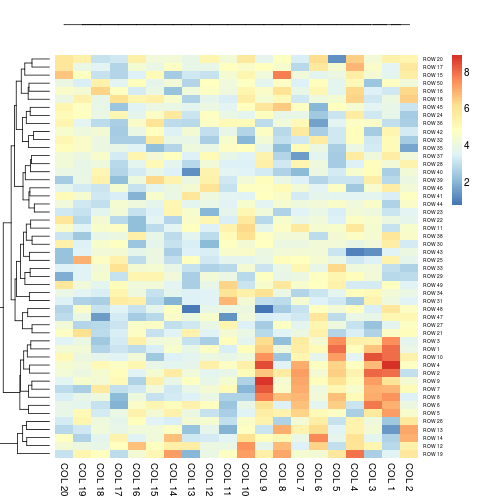 ROW 20
ROW 17
ROW 15
ROW 50
ROW 16
ROW 18
ROW 45
ROW 24
ROW 36
ROW 42
ROW 32
ROW 35
ROW 37
ROW 28
ROW 40
ROW 39
ROW 46
ROW 41
ROW 44
ROW 23
ROW 22
ROW 11
ROW 38
ROW 30
ROW 43
ROW 25
ROW 33
ROW 29
ROW 49
ROW 34
ROW 31
ROW 48
ROW 47
ROW 27
ROW 21
ROW 3
ROW 1
ROW 10
ROW 4
ROW 2
ROW 9
ROW 7
ROW 8
ROW 6
ROW 5
ROW 26
ROW 13
ROW 14
ROW 12
ROW 19
8
6
4
2
COL 20
COL 19
COL 18
COL 17
COL 16
COL 15
COL 14
COL 13
COL 12
COL 11
COL 10
COL 9
COL 8
COL 7
COL 6
COL 5
COL 4
COL 3
COL 1
COL 2